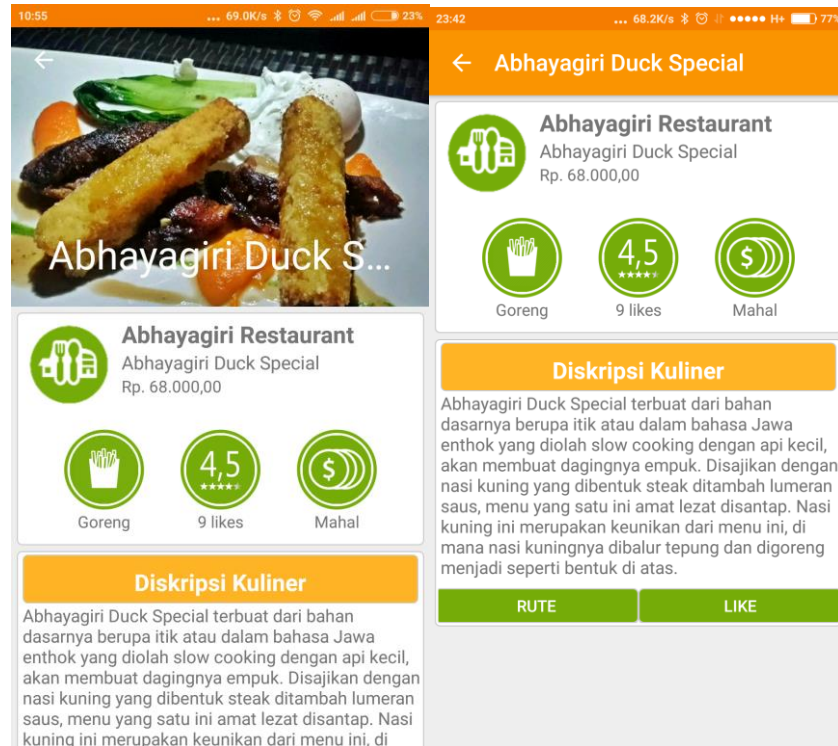 10:55
... 69.0K/s
23%
Abhayagiri Duck S...
Abhayagiri Restaurant
Abhayagiri Duck Special
Rp. 68.000,00
4,5
Goreng
9 likes
Mahal
Diskripsi Kuliner
Abhayagiri Duck Special terbuat dari bahan
dasarnya berupa itik atau dalam bahasa Jawa
enthok yang diolah slow cooking dengan api kecil,
akan membuat dagingnya empuk. Disajikan dengan
nasi kuning yang dibentuk steak ditambah lumeran
saus, menu yang satu ini amat lezat disantap. Nasi
kuning ini merupakan keunikan dari menu ini, di
23:42
... 68.2K/s
H+
77%
Abhayagiri Duck Special
Abhayagiri Restaurant
Abhayagiri Duck Special
Rp. 68.000,00
4,5
Goreng
9 likes
Mahal
Diskripsi Kuliner
Abhayagiri Duck Special terbuat dari bahan
dasarnya berupa itik atau dalam bahasa Jawa
enthok yang diolah slow cooking dengan api kecil,
akan membuat dagingnya empuk. Disajikan dengan
nasi kuning yang dibentuk steak ditambah lumeran
saus, menu yang satu ini amat lezat disantap. Nasi
kuning ini merupakan keunikan dari menu ini, di
mana nasi kuningnya dibalur tepung dan digoreng
menjadi seperti bentuk di atas.
RUTE
LIKE